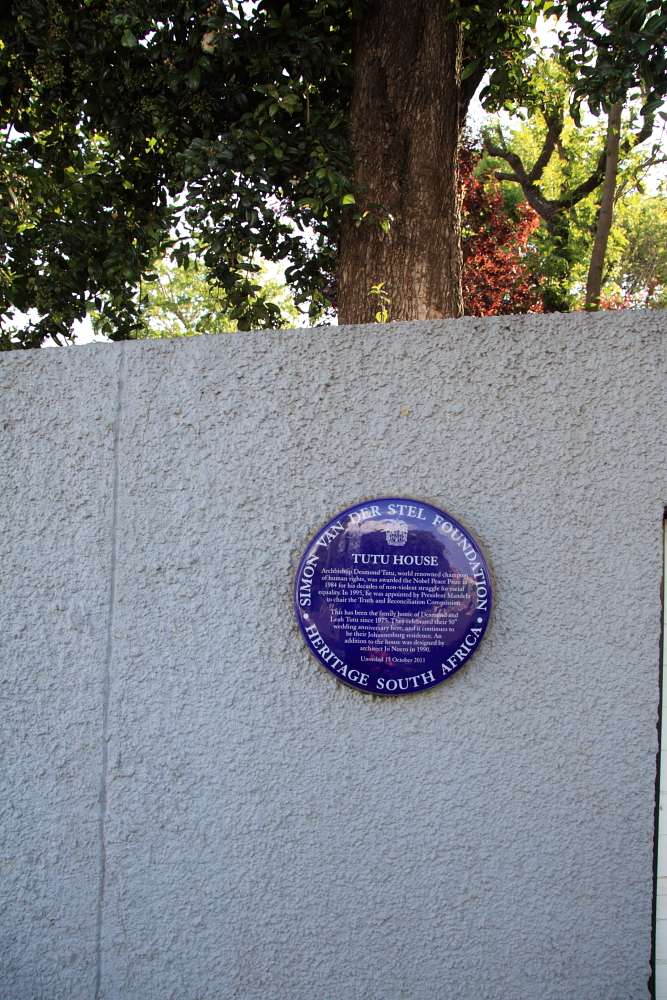 SIMON VAN DER STEL FOUNDATION
TUTU HOUSE
Archbishop Desmond Tutu, world renowned champion
of human rights, was awarded the Nobel Peace Prize in
1984 for his decades of non-violent struggle for racial
equality. In 1995, he was appointed by President Mandela
to chair the Truth and Reconciliation Commission.
This has been the family home of Desmond and
Leah Tutu since 1975. They celebrated their 50th
wedding anniversary here, and it continues to
be their Johannesburg residence. An
addition to the house was designed by
architect Jo Noero in 1990.
Unveiled 15 October 2011
• HERITAGE SOUTH AFRICA •